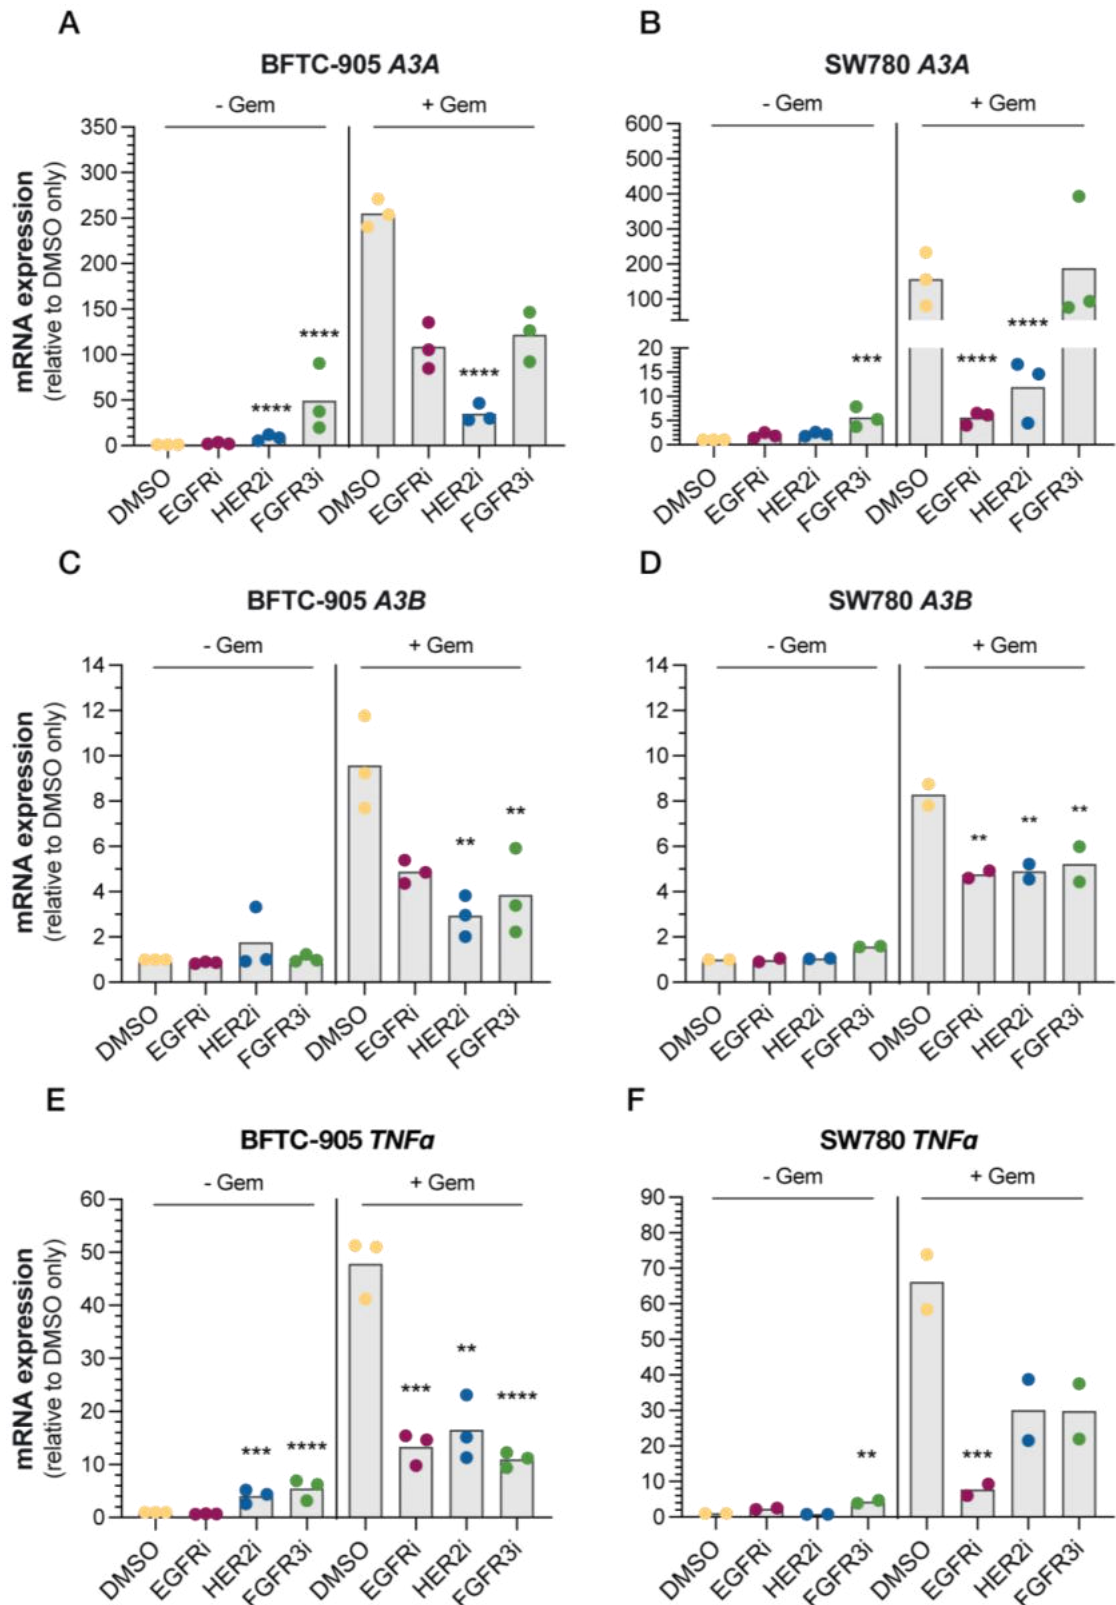 A
BFTC-905 A3A
- Gem
+ Gem
mRNA expression
(relative to DMSO only)
350
300
250
200
150
100
50
0
****
****
****
DMSO
EGFRi
HER2i
FGFR3i
DMSO
EGFRi
HER2i
FGFR3i
B
SW780 A3A
- Gem
+ Gem
600
500
400
300
200
100
20
15
10
5
0
***
****
****
DMSO
EGFRi
HER2i
FGFR3i
DMSO
EGFRi
HER2i
FGFR3i
C
BFTC-905 A3B
- Gem
+ Gem
mRNA expression
(relative to DMSO only)
14
12
10
8
6
4
2
0
**
**
DMSO
EGFRi
HER2i
FGFR3i
DMSO
EGFRi
HER2i
FGFR3i
D
SW780 A3B
- Gem
+ Gem
14
12
10
8
6
4
2
0
**
**
**
DMSO
EGFRi
HER2i
FGFR3i
DMSO
EGFRi
HER2i
FGFR3i
E
BFTC-905 TNFα
- Gem
+ Gem
mRNA expression
(relative to DMSO only)
60
50
40
30
20
10
0
***
****
***
**
****
DMSO
EGFRi
HER2i
FGFR3i
DMSO
EGFRi
HER2i
FGFR3i
F
SW780 TNFα
- Gem
+ Gem
90
80
70
60
50
40
30
20
10
0
**
***
DMSO
EGFRi
HER2i
FGFR3i
DMSO
EGFRi
HER2i
FGFR3i